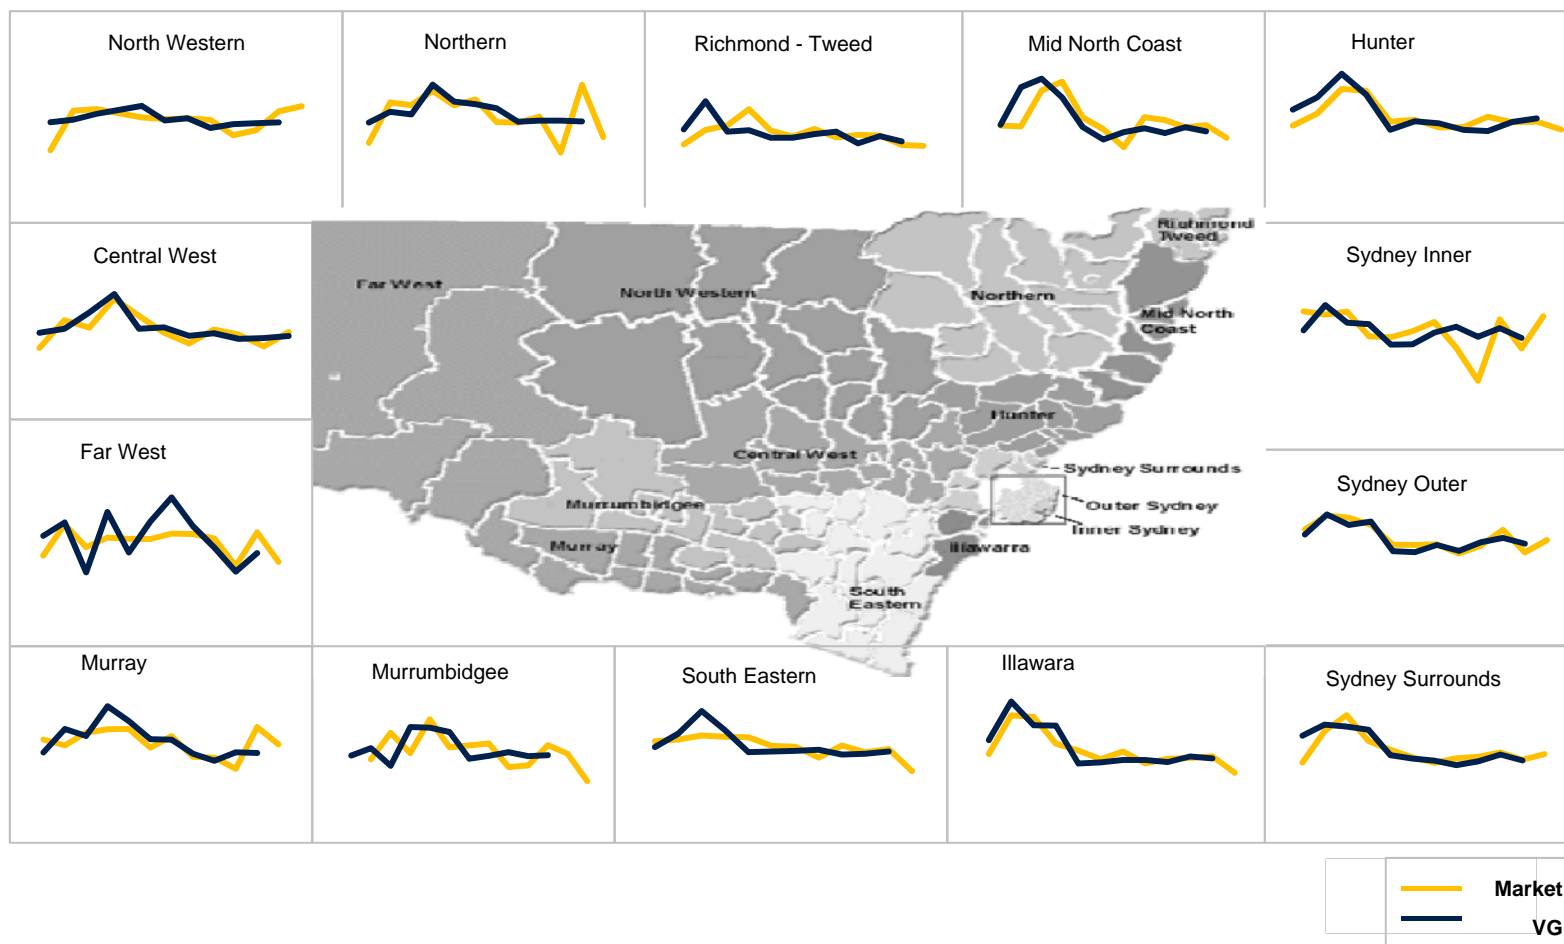 North Western
Northern
Richmond - Tweed
Mid North Coast
Hunter
Central West
Sydney Inner
Far West
Sydney Outer
Murray
Murrumbidgee
South Eastern
Illawara
Sydney Surrounds
Richmond
Tweed
Far West
North Western
Northern
Mid North
Coast
Hunter
Central West
Sydney Surrounds
Murrumbidgee
Outer Sydney
Inner Sydney
Murray
Illawarra
South
Eastern
Market
VG